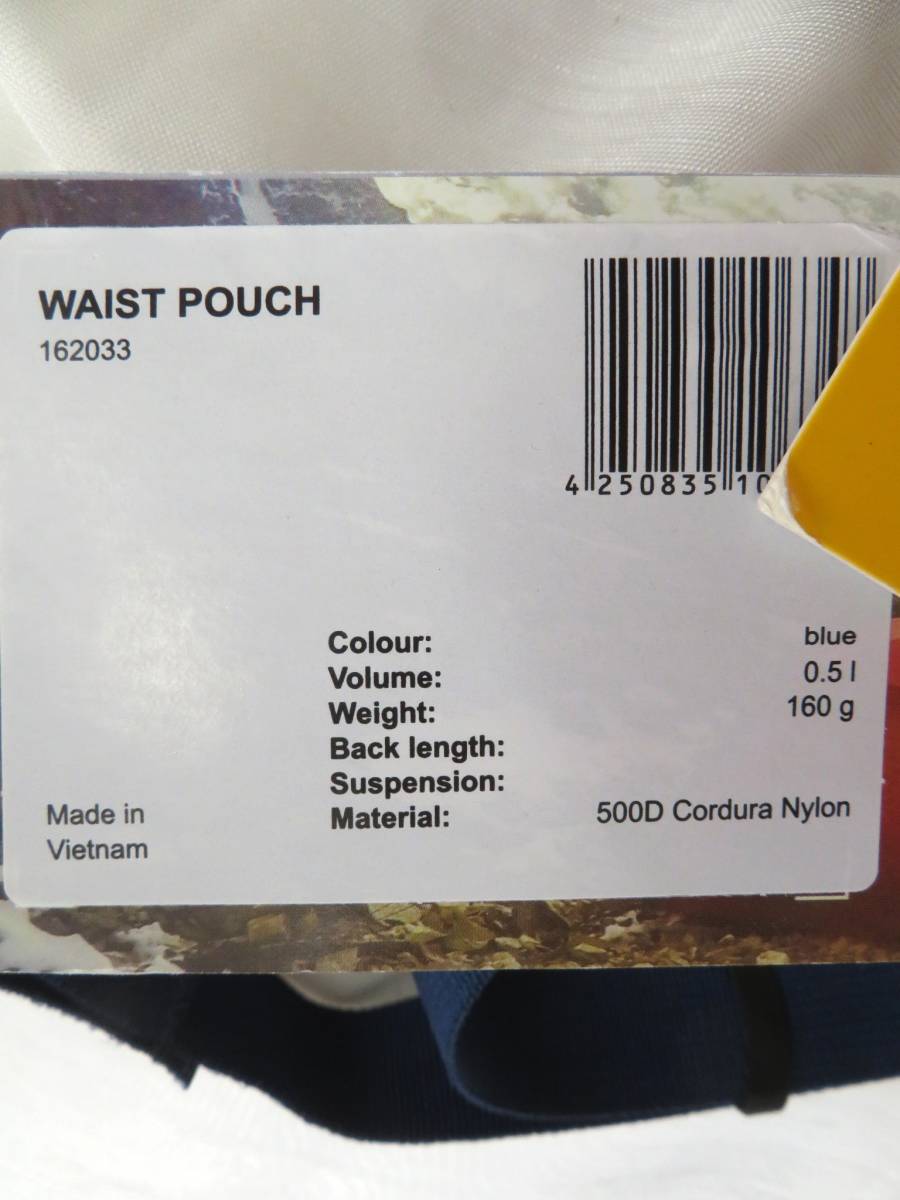 WAIST POUCH
162033
4 250835 10
Colour: blue
Volume: 0.5 l
Weight: 160 g
Back length:
Suspension:
Material: 500D Cordura Nylon
Made in
Vietnam